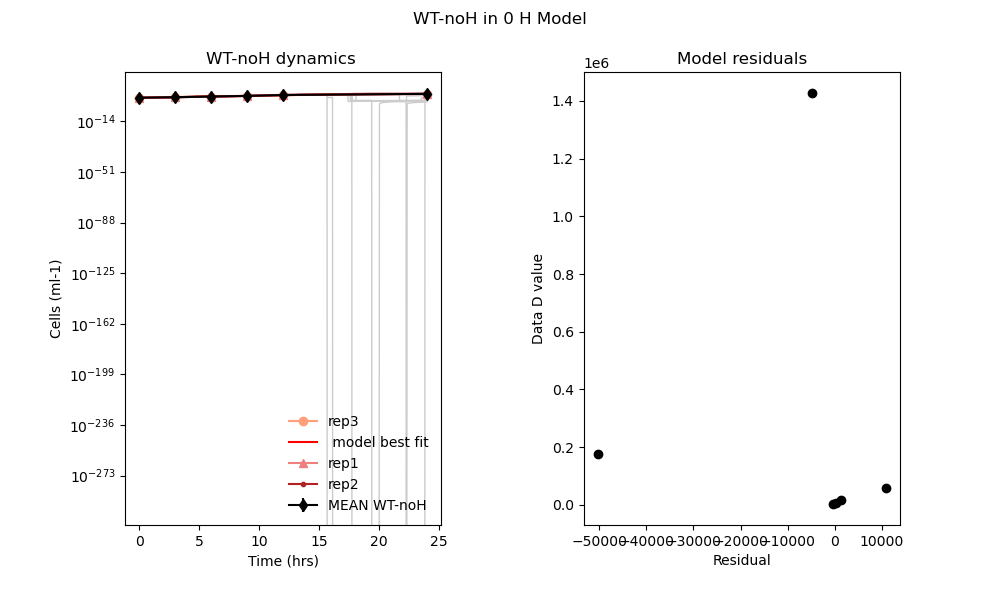 WT-noH in 0 H Model
WT-noH dynamics
Cells (ml-1)
10^−14
10^−51
10^−88
10^−125
10^−162
10^−199
10^−236
10^−273
rep3
model best fit
rep1
rep2
MEAN WT-noH
0 5 10 15 20 25
Time (hrs)
Model residuals
1e6
Data D value
1.4
1.2
1.0
0.8
0.6
0.4
0.2
0.0
−50000 −40000 −30000 −20000 −10000 0 10000
Residual